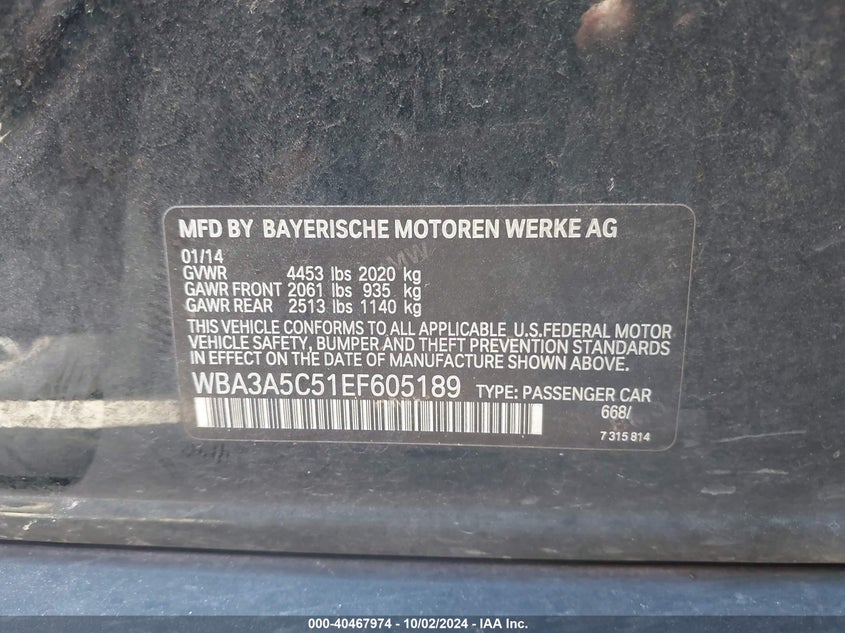 MFD BY BAYERISCHE MOTOREN WERKE AG
01/14
GVWR 4453 lbs 2020 kg
GAWR FRONT 2061 lbs 935 kg
GAWR REAR 2513 lbs 1140 kg
THIS VEHICLE CONFORMS TO ALL APPLICABLE U.S.FEDERAL MOTOR
VEHICLE SAFETY, BUMPER AND THEFT PREVENTION STANDARDS
IN EFFECT ON THE DATE OF MANUFACTURE SHOWN ABOVE.
WBA3A5C51EF605189 TYPE: PASSENGER CAR
668/
7 315 814
000-40467974 - 10/02/2024 - IAA Inc.